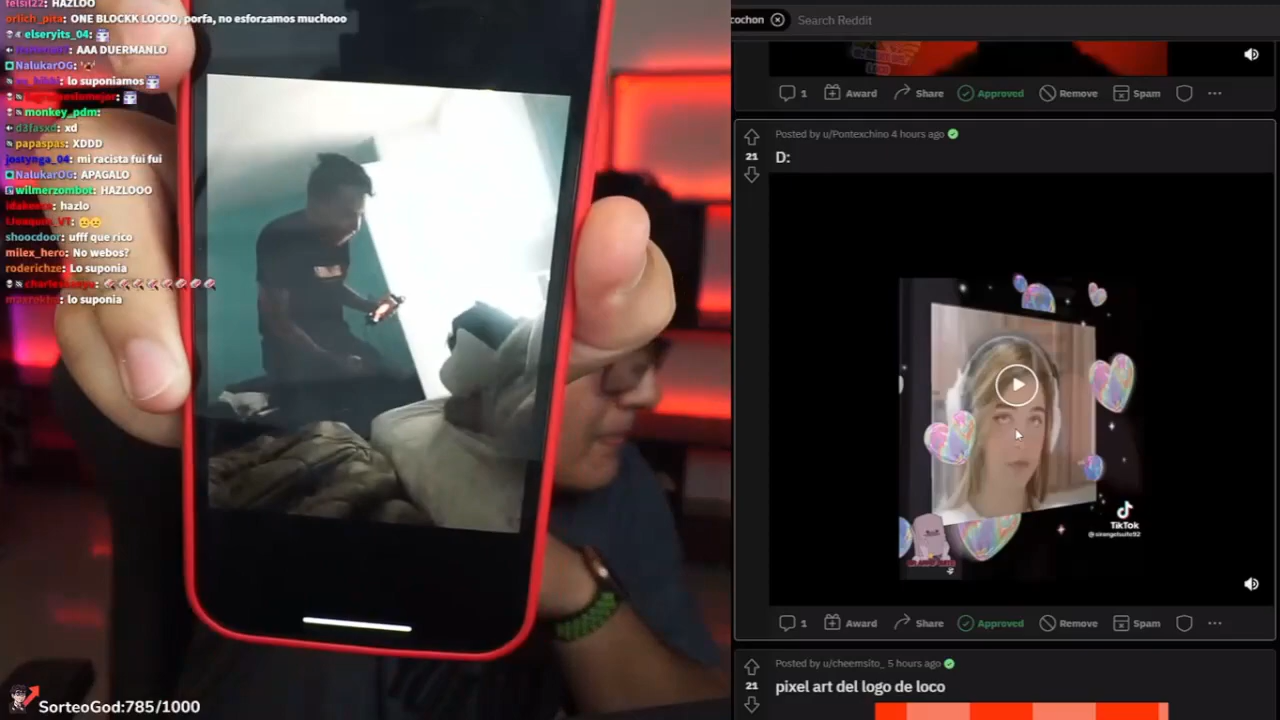 felsil22: HAZLOO
orlich_pita: ONE BLOCKK LOCOO, porfa, no esforzamos muchooo
elseryits_04:
AAA DUERMANLO
NalukarOG:
lo suponiamos
monkey_pdm:
d3fasxd: xd
papaspas: XDDD
jostynga_04: mi racista fui fui
NalukarOG: APAGALO
wilmerzombot: HAZLOOO
hazlo
shoocdoor: ufff que rico
milex_hero: No webos?
roderichze: Lo suponia
lo suponia
SorteoGod:785/1000
cochon
Search Reddit
1
Award
Share
Approved
Remove
Spam
Posted by u/Pontexchino 4 hours ago
21
D:
TikTok
1
Award
Share
Approved
Remove
Spam
Posted by u/cheemsito_ 5 hours ago
21
pixel art del logo de loco